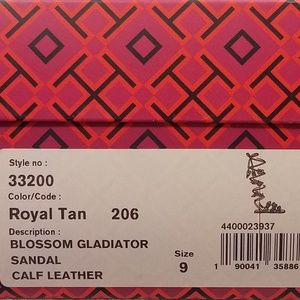 Style no :
33200
Color/Code :
Royal Tan 206
Description :
BLOSSOM GLADIATOR
SANDAL
CALF LEATHER
Size
9
4400023937
1 90041 35886